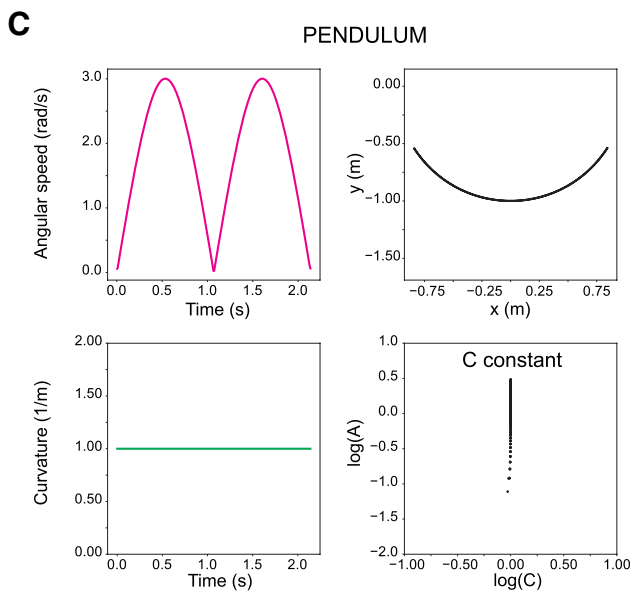 C
PENDULUM
Angular speed (rad/s)
3.0
2.0
1.0
0.0
0.0 0.5 1.0 1.5 2.0
Time (s)
y (m)
0.00
−0.50
−1.00
−1.50
−0.75 −0.25 0.25 0.75
x (m)
Curvature (1/m)
2.00
1.50
1.00
0.50
0.00
0.0 0.5 1.0 1.5 2.0
Time (s)
C constant
log(A)
1.0
0.5
0.0
−0.5
−1.0
−1.5
−2.0
−1.00 −0.50 0.00 0.50 1.00
log(C)